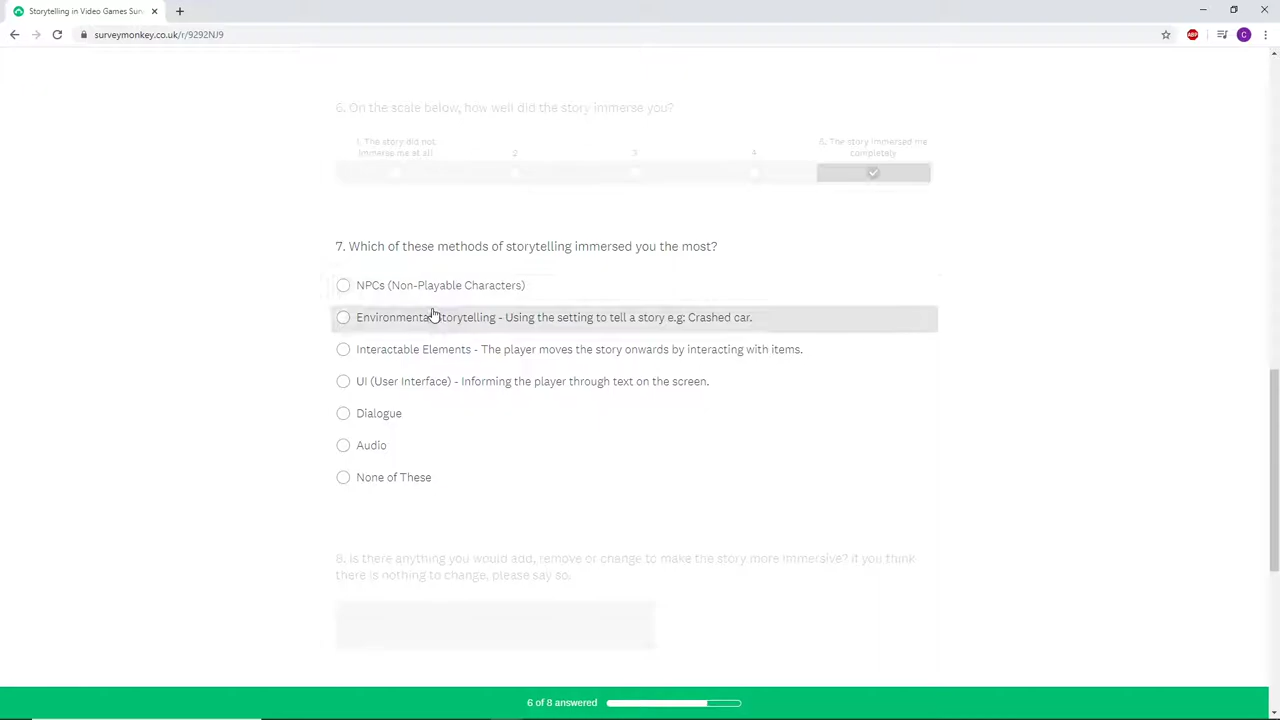 Storytelling in Video Games Sur
surveymonkey.co.uk/r/9292NJ9
ABP
C
6. On the scale below, how well did the story immerse you?
1. The story did not
immerse me at all
2
3
4
5. The story immersed me
completely
7. Which of these methods of storytelling immersed you the most?
NPCs (Non-Playable Characters)
Environmental Storytelling - Using the setting to tell a story e.g: Crashed car.
Interactable Elements - The player moves the story onwards by interacting with items.
UI (User Interface) - Informing the player through text on the screen.
Dialogue
Audio
None of These
8. Is there anything you would add, remove or change to make the story more immersive? If you think
there is nothing to change, please say so.
6 of 8 answered